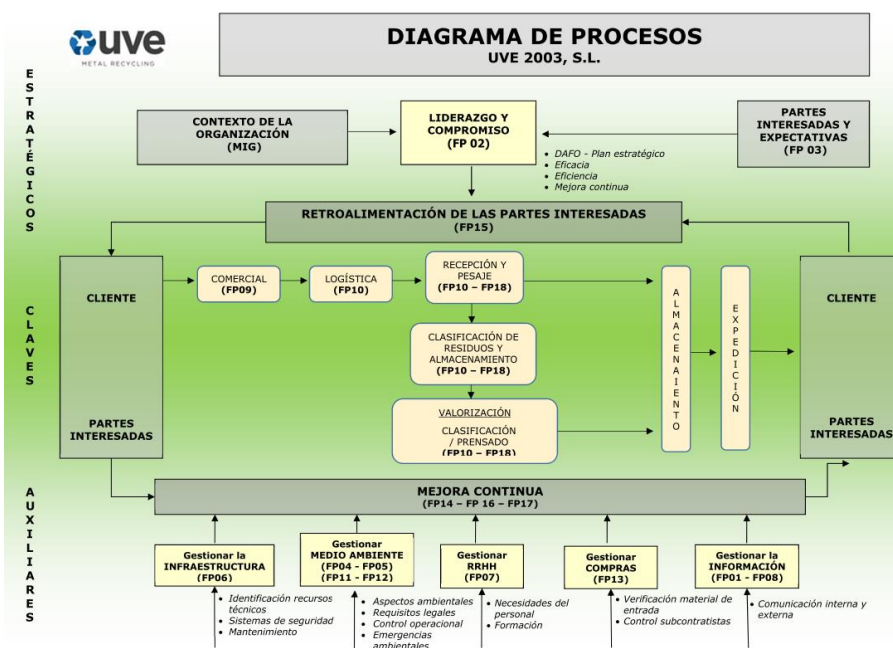 uve
METAL RECYCLING
DIAGRAMA DE PROCESOS
UVE 2003, S.L.
ESTRATÉGICOS
CONTEXTO DE LA
ORGANIZACIÓN
(MIG)
LIDERAZGO Y
COMPROMISO
(FP 02)
PARTES
INTERESADAS Y
EXPECTATIVAS
(FP 03)
• DAFO - Plan estratégico
• Eficacia
• Eficiencia
• Mejora continua
RETROALIMENTACIÓN DE LAS PARTES INTERESADAS
(FP15)
CLAVES
CLIENTE
PARTES
INTERESADAS
COMERCIAL
(FP09)
LOGÍSTICA
(FP10)
RECEPCIÓN Y
PESAJE
(FP10 – FP18)
CLASIFICACIÓN DE
RESIDUOS Y
ALMACENAMIENTO
(FP10 – FP18)
VALORIZACIÓN
CLASIFICACIÓN
/ PRENSADO
(FP10 – FP18)
ALMACENAIENTO
EXPEDICIÓN
CLIENTE
PARTES
INTERESADAS
AUXILIARES
MEJORA CONTINUA
(FP14 – FP 16 – FP17)
Gestionar la
INFRAESTRUCTURA
(FP06)
• Identificación recursos
técnicos
• Sistemas de seguridad
• Mantenimiento
Gestionar
MEDIO AMBIENTE
(FP04 - FP05)
(FP11 - FP12)
• Aspectos ambientales
• Requisitos legales
• Control operacional
• Emergencias
ambientales
Gestionar
RRHH
(FP07)
• Necesidades del
personal
• Formación
Gestionar
COMPRAS
(FP13)
• Verificación material de
entrada
• Control subcontratistas
Gestionar
la INFORMACIÓN
(FP01 - FP08)
• Comunicación interna y
externa